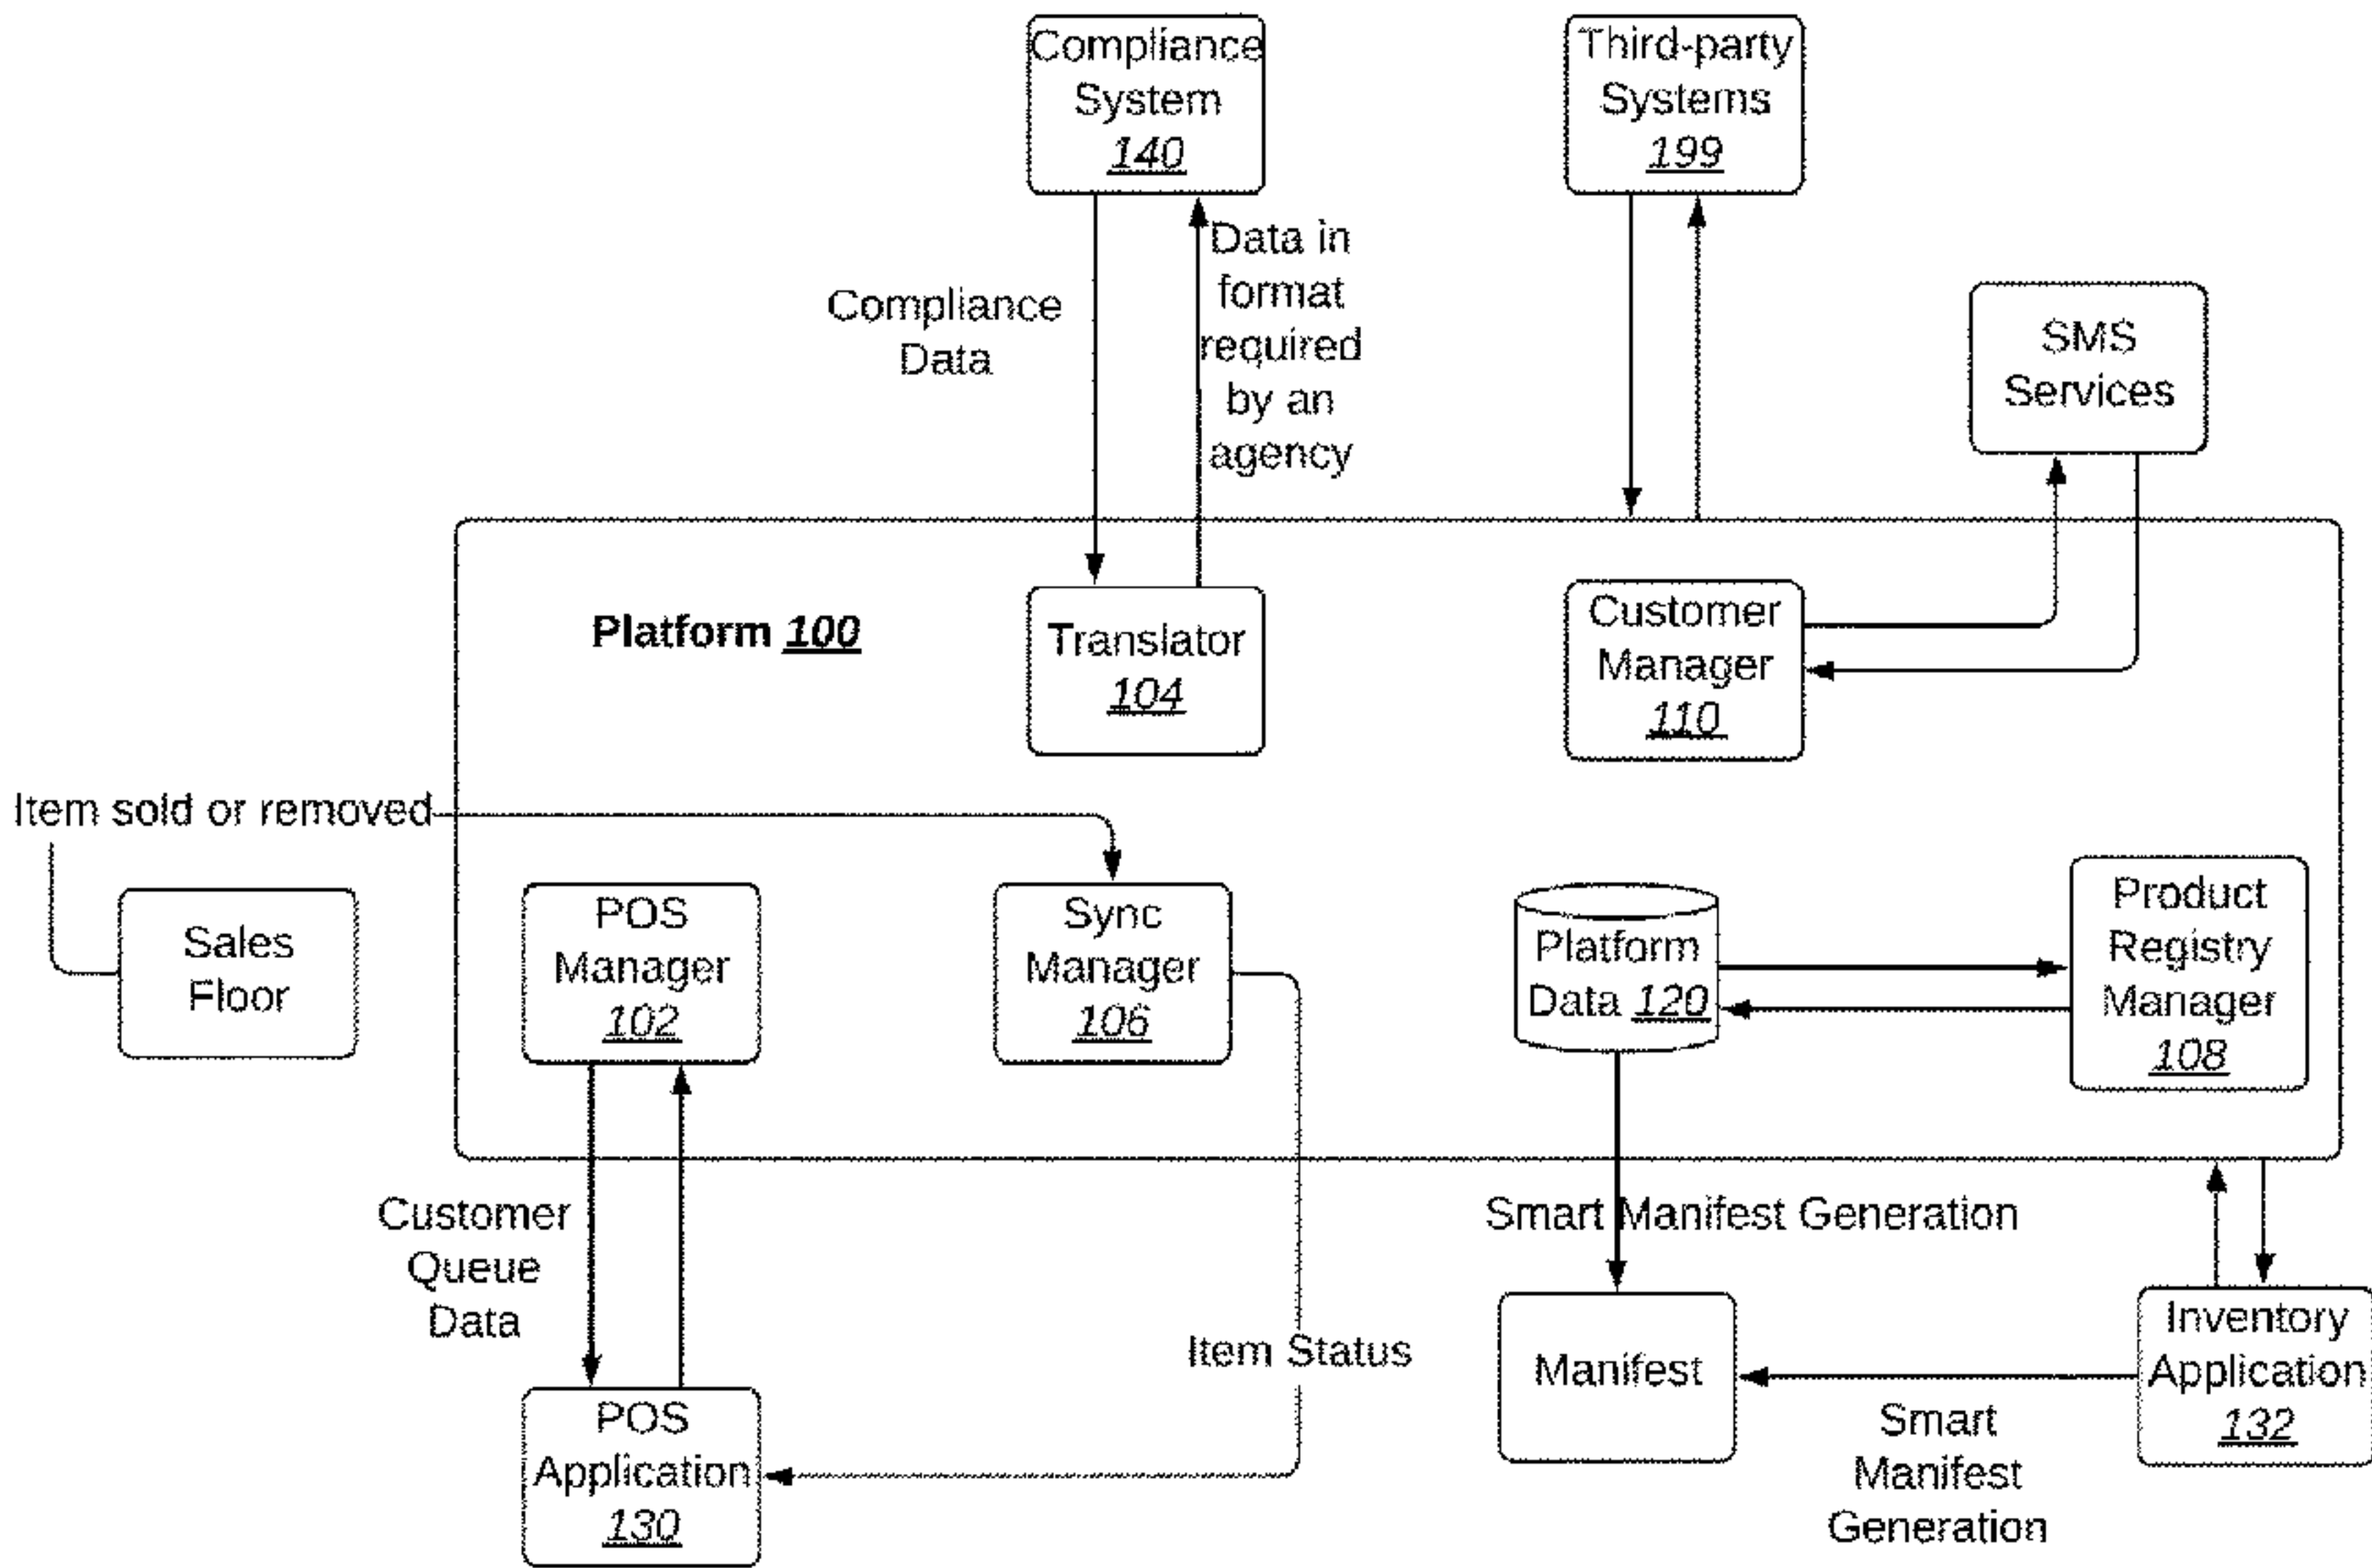 Compliance
System
140
Third-party
Systems
199
Data in
format
required
by an
agency
Compliance
Data
SMS
Services
Platform 100
Translator
104
Customer
Manager
110
Item sold or removed
Sales
Floor
POS
Manager
102
Sync
Manager
106
Platform
Data 120
Product
Registry
Manager
108
Customer
Queue
Data
Smart Manifest Generation
Item Status
Manifest
Inventory
Application
132
Smart
Manifest
Generation
POS
Application
130